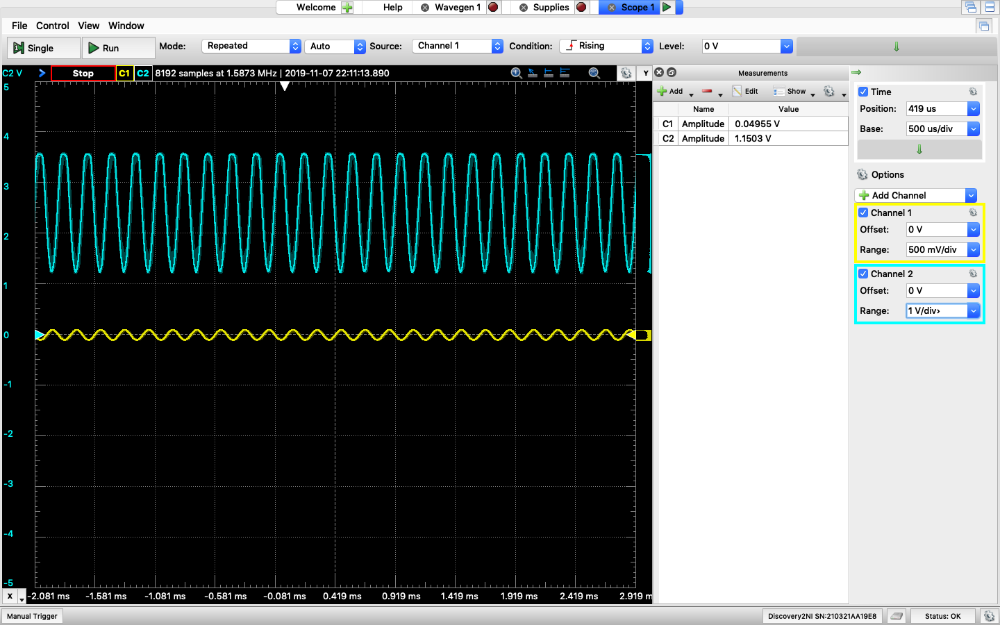 Welcome Help Wavegen 1 Supplies Scope 1
File Control View Window
Single Run Mode: Repeated Auto Source: Channel 1 Condition: Rising Level: 0 V
C2 V Stop C1 C2 8192 samples at 1.5873 MHz | 2019-11-07 22:11:13.890 Y
5
4
3
2
1
0
-1
-2
-3
-4
-5
X -2.081 ms -1.581 ms -1.081 ms -0.581 ms -0.081 ms 0.419 ms 0.919 ms 1.419 ms 1.919 ms 2.419 ms 2.919 m
Measurements
Add Edit Show
Name Value
C1 Amplitude 0.04955 V
C2 Amplitude 1.1503 V
Time
Position: 419 us
Base: 500 us/div
Options
Add Channel
Channel 1
Offset: 0 V
Range: 500 mV/div
Channel 2
Offset: 0 V
Range: 1 V/div›
Manual Trigger Discovery2NI SN:210321AA19E8 Status: OK